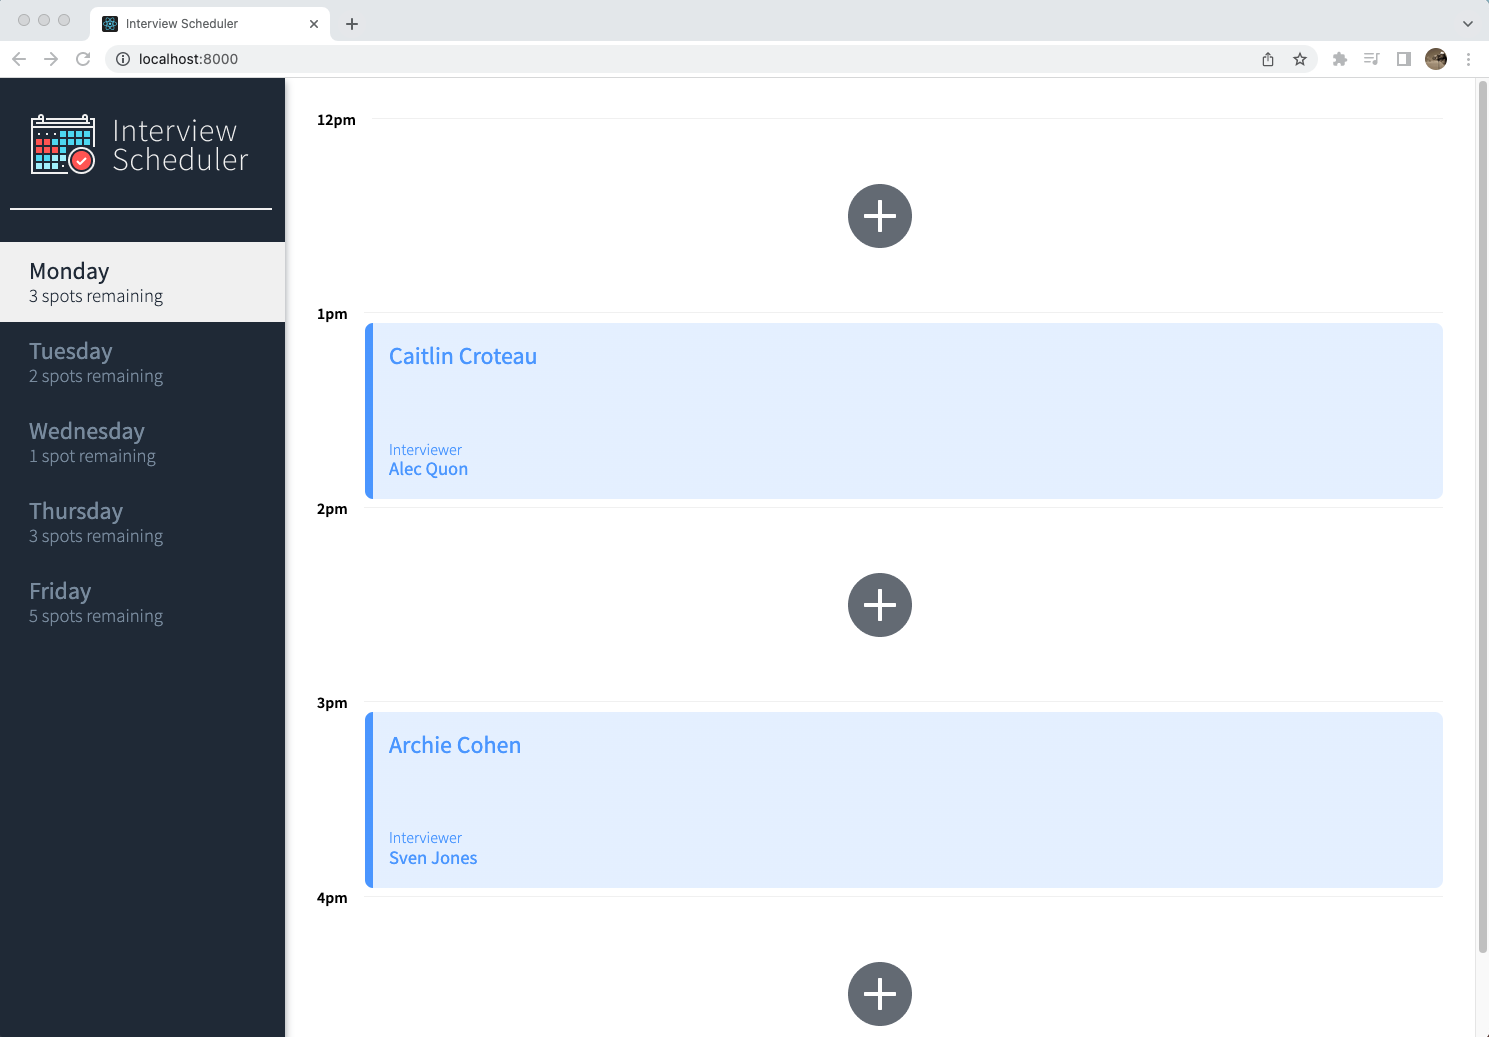 Interview Scheduler
localhost:8000
Interview
Scheduler
Monday
3 spots remaining
Tuesday
2 spots remaining
Wednesday
1 spot remaining
Thursday
3 spots remaining
Friday
5 spots remaining
12pm
1pm
Caitlin Croteau
Interviewer
Alec Quon
2pm
3pm
Archie Cohen
Interviewer
Sven Jones
4pm